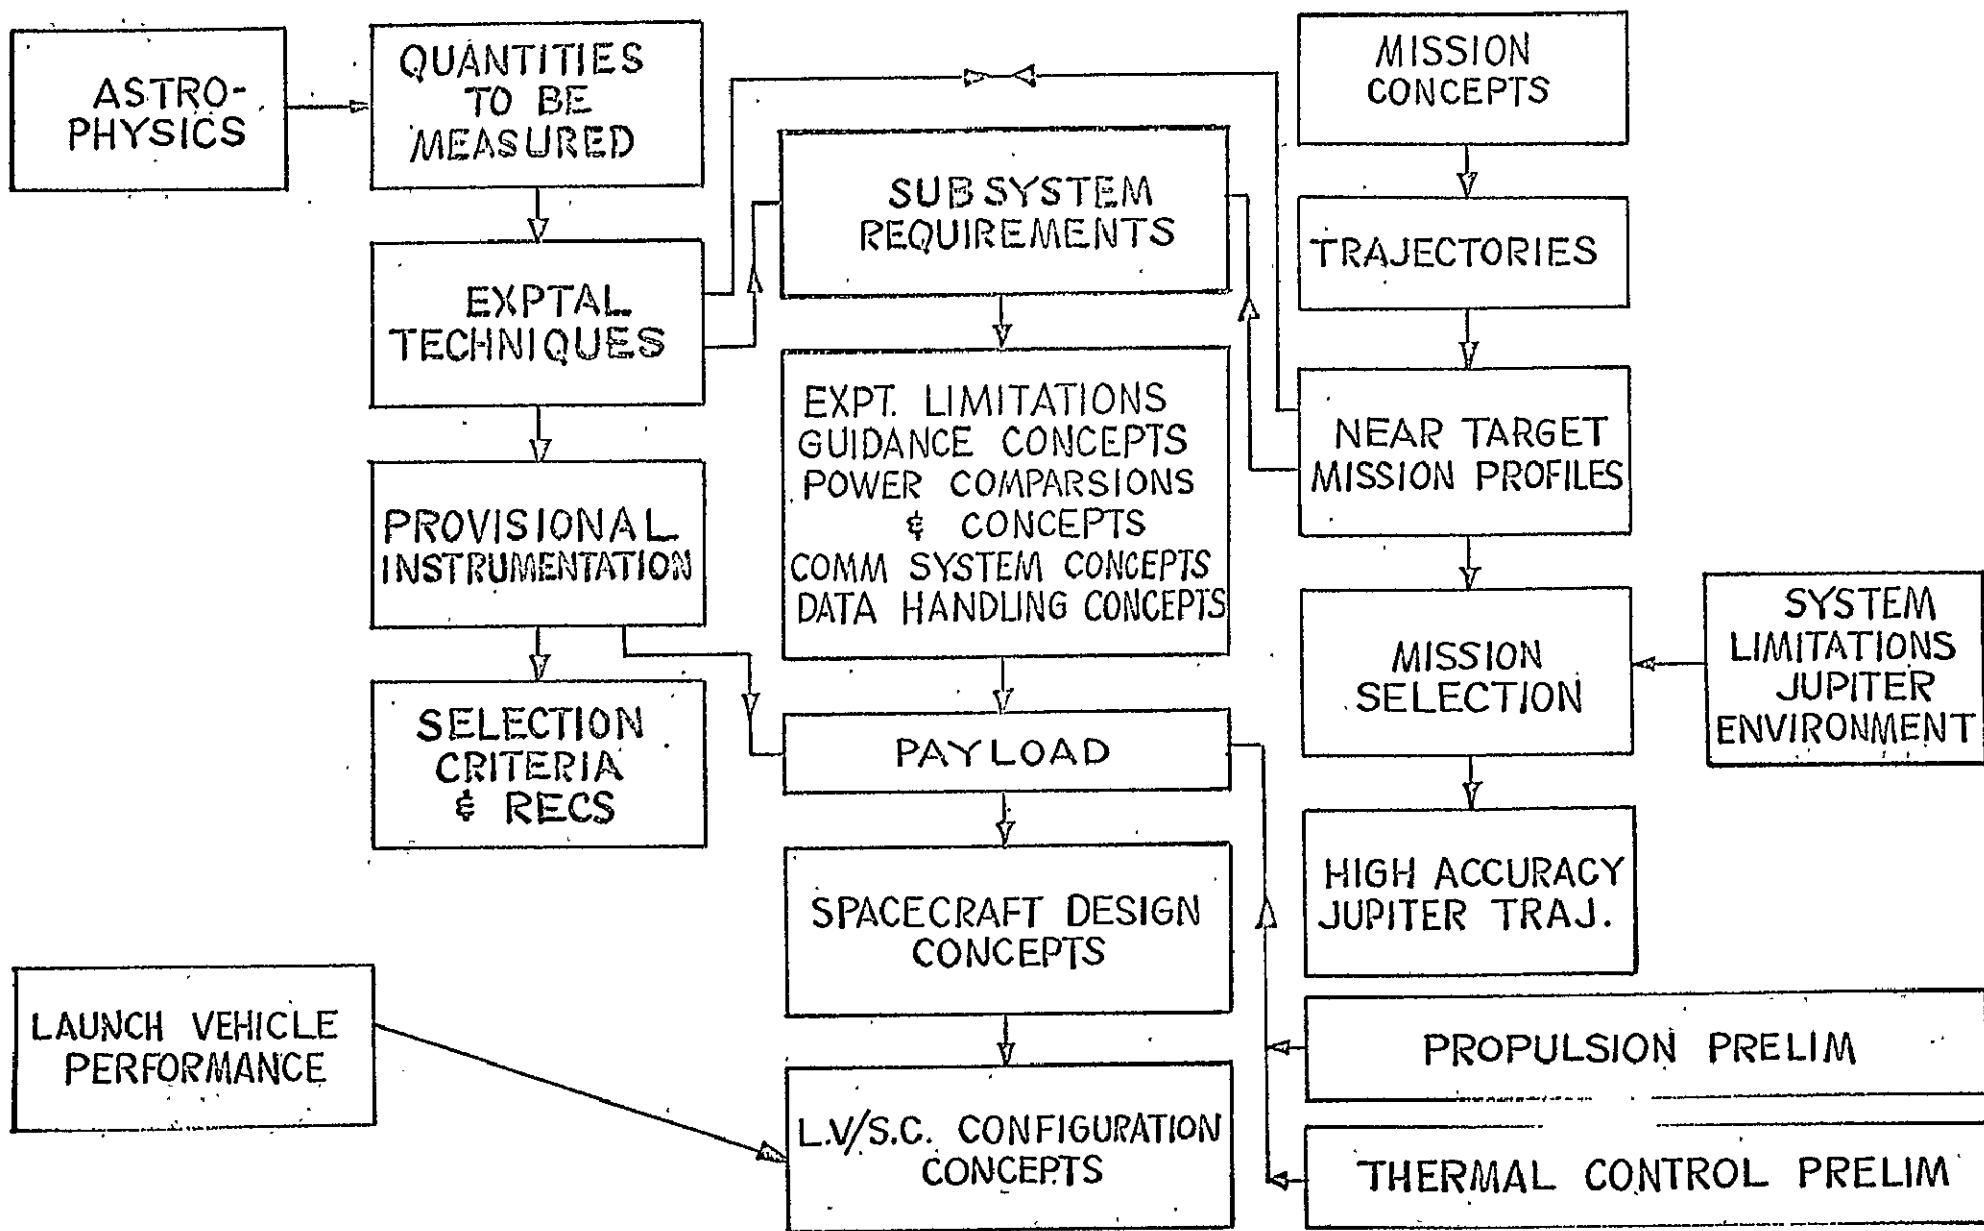 ASTRO-
PHYSICS
QUANTITIES
TO BE
MEASURED
EXPTAL
TECHNIQUES
PROVISIONAL
INSTRUMENTATION
SELECTION
CRITERIA
& RECS
LAUNCH VEHICLE
PERFORMANCE
SUBSYSTEM
REQUIREMENTS
EXPT. LIMITATIONS
GUIDANCE CONCEPTS
POWER COMPARSIONS
& CONCEPTS
COMM SYSTEM CONCEPTS
DATA HANDLING CONCEPTS
PAYLOAD
SPACECRAFT DESIGN
CONCEPTS
L.V/S.C. CONFIGURATION
CONCEPTS
MISSION
CONCEPTS
TRAJECTORIES
NEAR TARGET
MISSION PROFILES
MISSION
SELECTION
SYSTEM
LIMITATIONS
JUPITER
ENVIRONMENT
HIGH ACCURACY
JUPITER TRAJ.
PROPULSION PRELIM
THERMAL CONTROL PRELIM